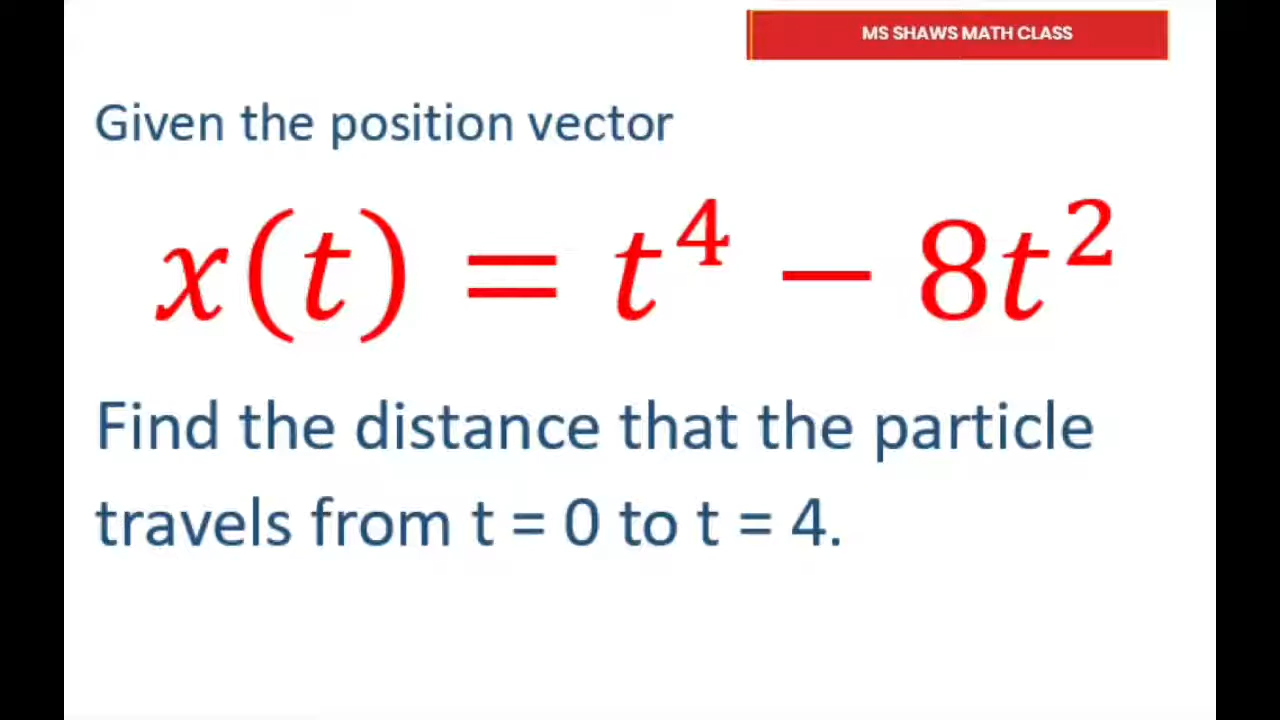 MS SHAWS MATH CLASS
Given the position vector
x(t) = t⁴ − 8t²
Find the distance that the particle
travels from t = 0 to t = 4.